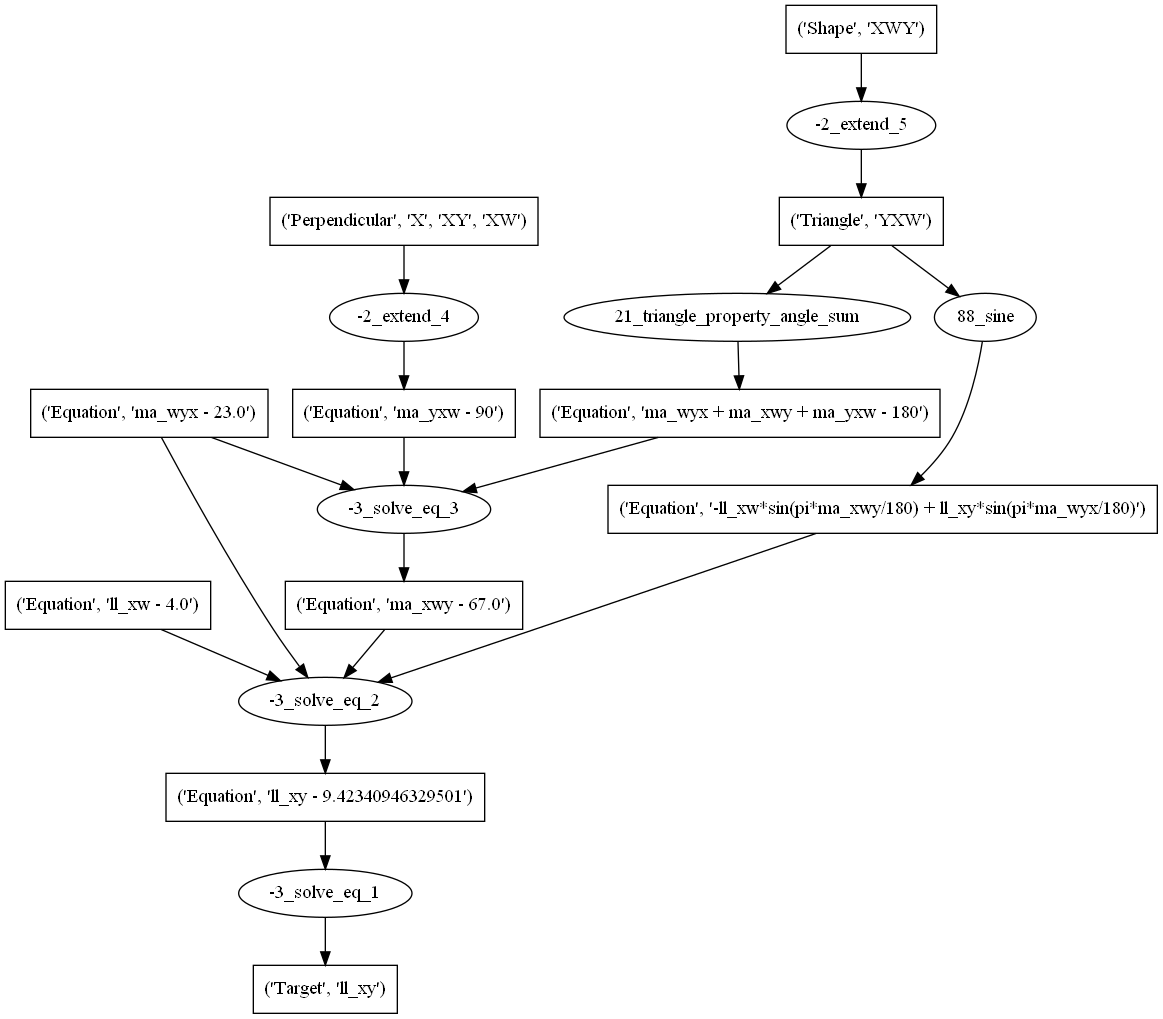 ('Shape', 'XWY')
-2_extend_5
('Perpendicular', 'X', 'XY', 'XW')
('Triangle', 'YXW')
-2_extend_4
21_triangle_property_angle_sum
88_sine
('Equation', 'ma_wyx - 23.0')
('Equation', 'ma_yxw - 90')
('Equation', 'ma_wyx + ma_xwy + ma_yxw - 180')
-3_solve_eq_3
('Equation', '-ll_xw*sin(pi*ma_xwy/180) + ll_xy*sin(pi*ma_wyx/180)')
('Equation', 'll_xw - 4.0')
('Equation', 'ma_xwy - 67.0')
-3_solve_eq_2
('Equation', 'll_xy - 9.42340946329501')
-3_solve_eq_1
('Target', 'll_xy')